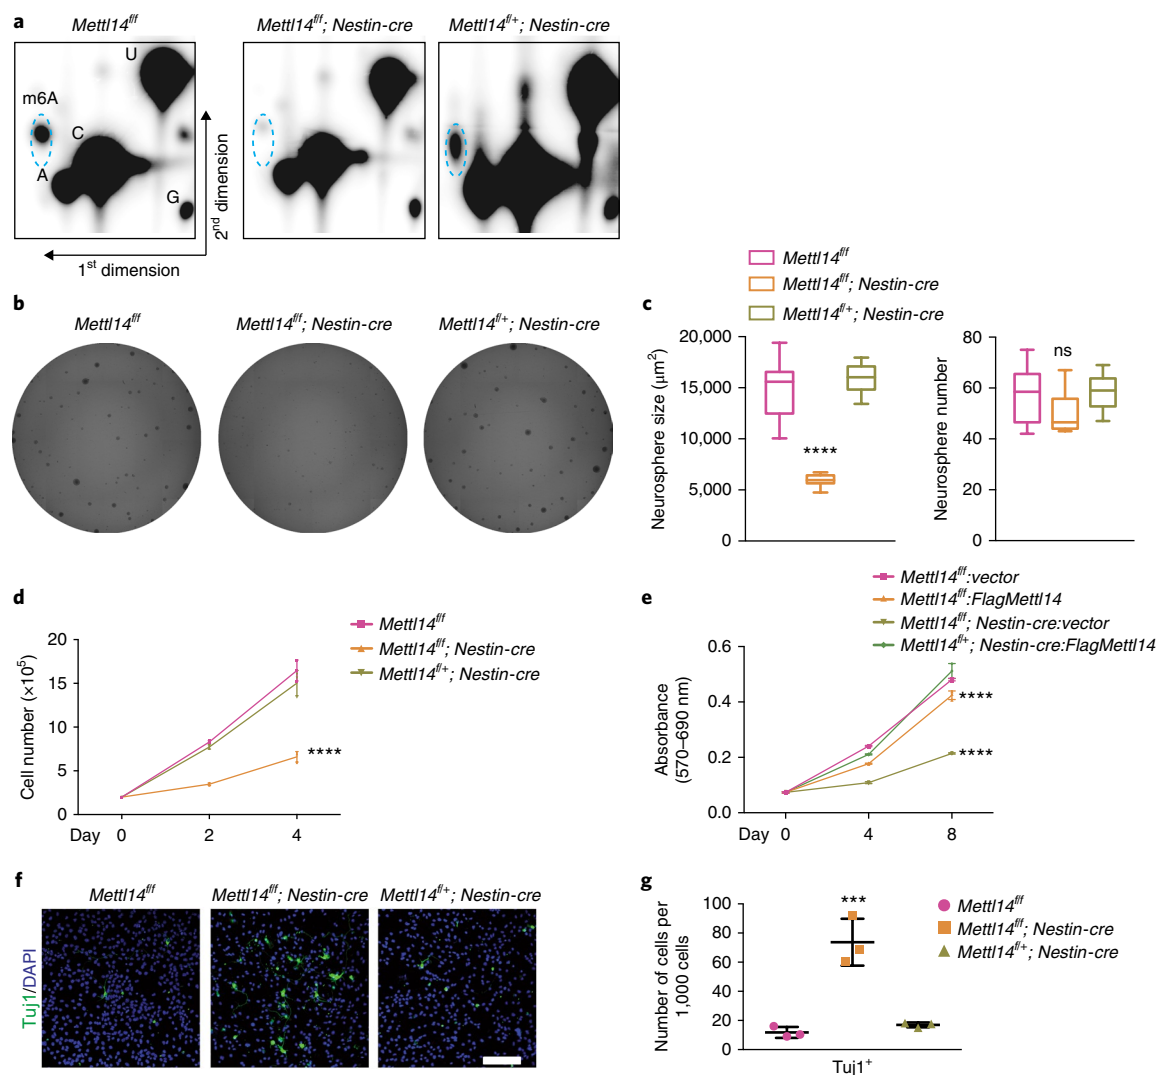 a
Mettl14f/f
Mettl14f/f; Nestin-cre
Mettl14f/+; Nestin-cre
U
m6A
C
A
G
2nd dimension
1st dimension
b
Mettl14f/f
Mettl14f/f; Nestin-cre
Mettl14f/+; Nestin-cre
c
Mettl14f/f
Mettl14f/f; Nestin-cre
Mettl14f/+; Nestin-cre
Neurosphere size (μm2)
20,000
15,000
10,000
5,000
0
****
Neurosphere number
80
60
40
20
0
ns
d
Mettl14f/f
Mettl14f/f; Nestin-cre
Mettl14f/+; Nestin-cre
Cell number (×105)
20
15
10
5
0
****
Day 0 2 4
e
Mettl14f/f:vector
Mettl14f/f:FlagMettl14
Mettl14f/f; Nestin-cre:vector
Mettl14f/+; Nestin-cre:FlagMettl14
Absorbance
(570–690 nm)
0.6
0.4
0.2
0.0
****
****
Day 0 4 8
f
Mettl14f/f
Mettl14f/f; Nestin-cre
Mettl14f/+; Nestin-cre
Tuj1/DAPI
g
Number of cells per
1,000 cells
100
80
60
40
20
0
***
Tuj1+
Mettl14f/f
Mettl14f/f; Nestin-cre
Mettl14f/+; Nestin-cre